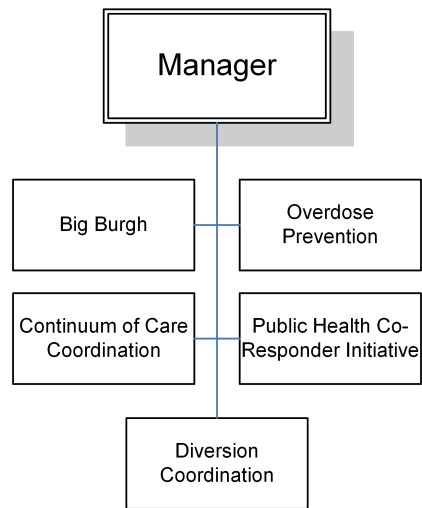 Manager
Big Burgh
Overdose
Prevention
Continuum of Care
Coordination
Public Health Co-
Responder Initiative
Diversion
Coordination